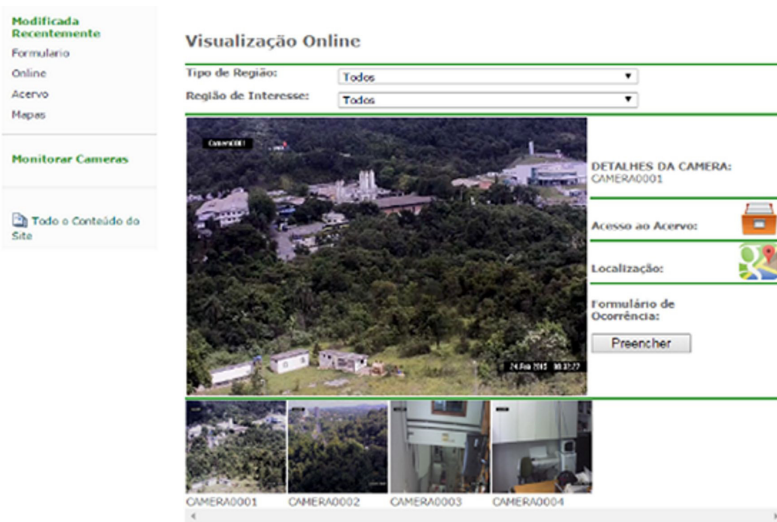 Modificada
Recentemente
Formulario
Online
Acervo
Mapas
Monitorar Cameras
Todo o Conteúdo do
Site
Visualização Online
Tipo de Região:
Todos
Região de Interesse:
Todos
Camera0001
DETALHES DA CAMERA:
CAMERA0001
Acesso ao Acervo:
Localização:
Formulário de
Ocorrência:
Preencher
CAMERA0001
CAMERA0002
CAMERA0003
CAMERA0004